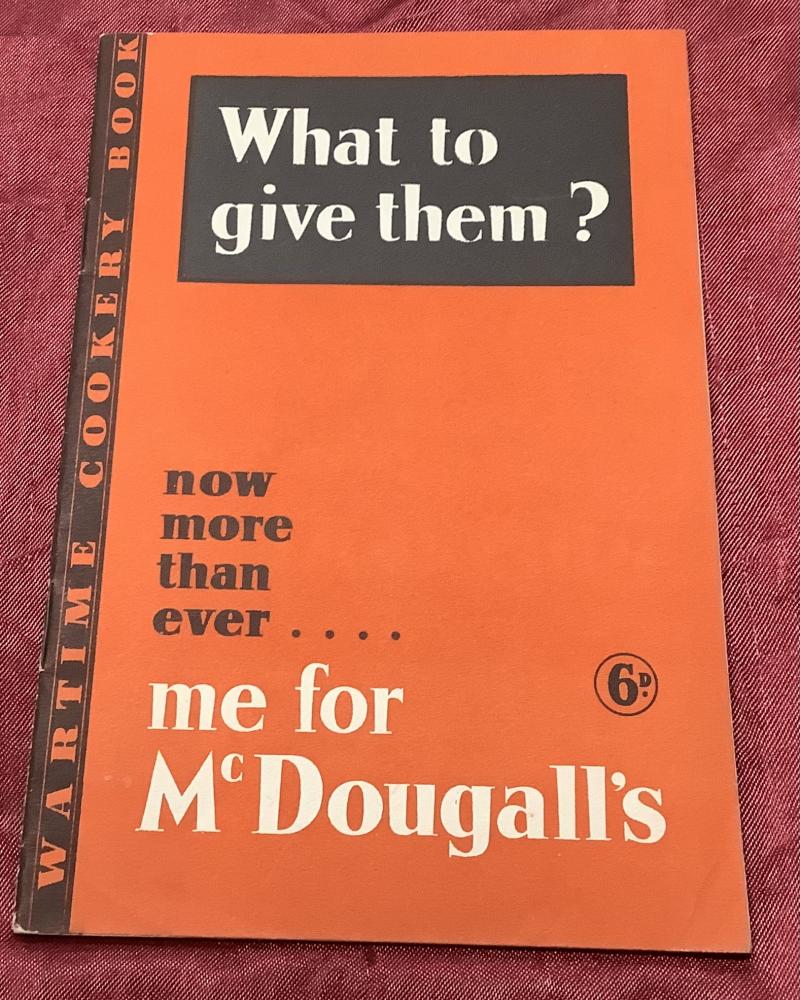 WARTIME COOKERY BOOK
What to
give them?
now
more
than
ever....
me for
McDougall's
6D.